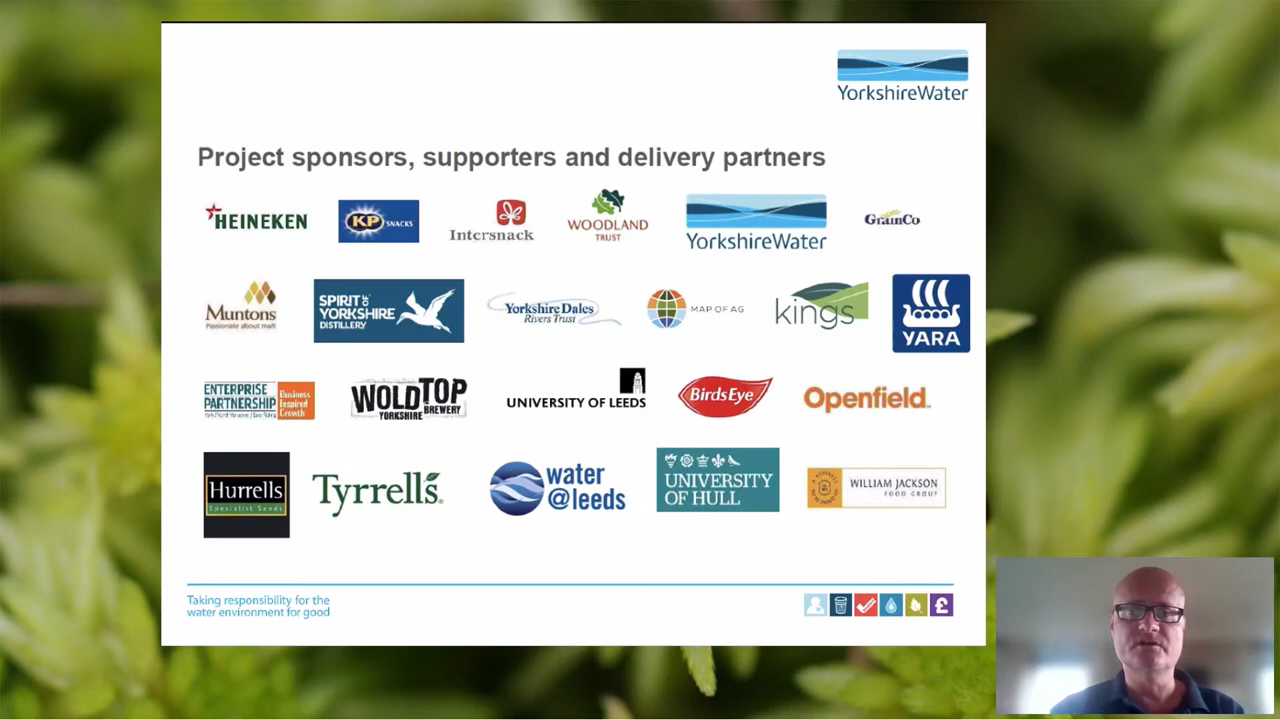 YorkshireWater
Project sponsors, supporters and delivery partners
HEINEKEN
KP SNACKS
Intersnack
WOODLAND
TRUST
YorkshireWater
GrainCo
Muntons
Passionate about malt
SPIRIT OF
YORKSHIRE
DISTILLERY
Yorkshire Dales
Rivers Trust
MAP OF AG
kings
YARA
ENTERPRISE
PARTNERSHIP
Business
Inspired
Growth
WOLD TOP
YORKSHIRE BREWERY
UNIVERSITY OF LEEDS
BirdsEye
Openfield
Hurrells
Specialist Seeds
Tyrrells
water
@leeds
UNIVERSITY
OF HULL
WILLIAM JACKSON
FOOD GROUP
Taking responsibility for the
water environment for good